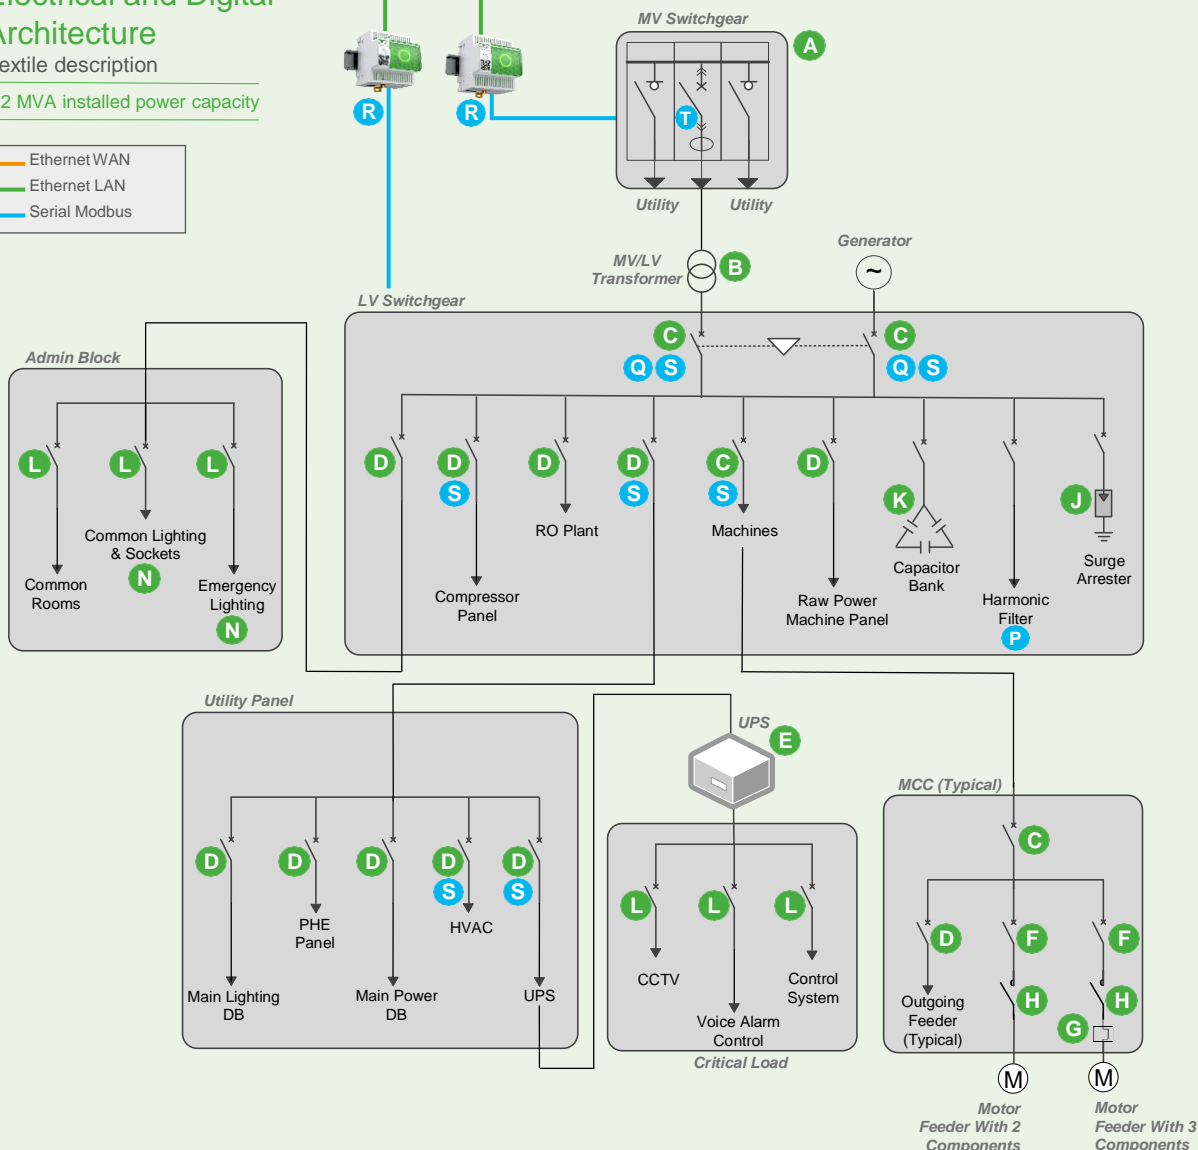 Electrical and Digital
Architecture
textile description
2 MVA installed power capacity
Ethernet WAN
Ethernet LAN
Serial Modbus
R
R
MV Switchgear
A
T
Utility
Utility
MV/LV
Transformer
B
Generator
~
LV Switchgear
C
Q
S
C
Q
S
Admin Block
L
L
L
Common
Rooms
Common Lighting
& Sockets
N
Emergency
Lighting
N
D
D
S
D
D
S
C
S
D
K
J
Compressor
Panel
RO Plant
Machines
Raw Power
Machine Panel
Capacitor
Bank
Harmonic
Filter
P
Surge
Arrester
Utility Panel
D
D
D
D
S
D
S
Main Lighting
DB
PHE
Panel
Main Power
DB
HVAC
UPS
UPS
E
L
L
L
CCTV
Voice Alarm
Control
Control
System
Critical Load
MCC (Typical)
C
D
F
F
H
H
G
Outgoing
Feeder
(Typical)
M
M
Motor
Feeder With 2
Components
Motor
Feeder With 3
Components